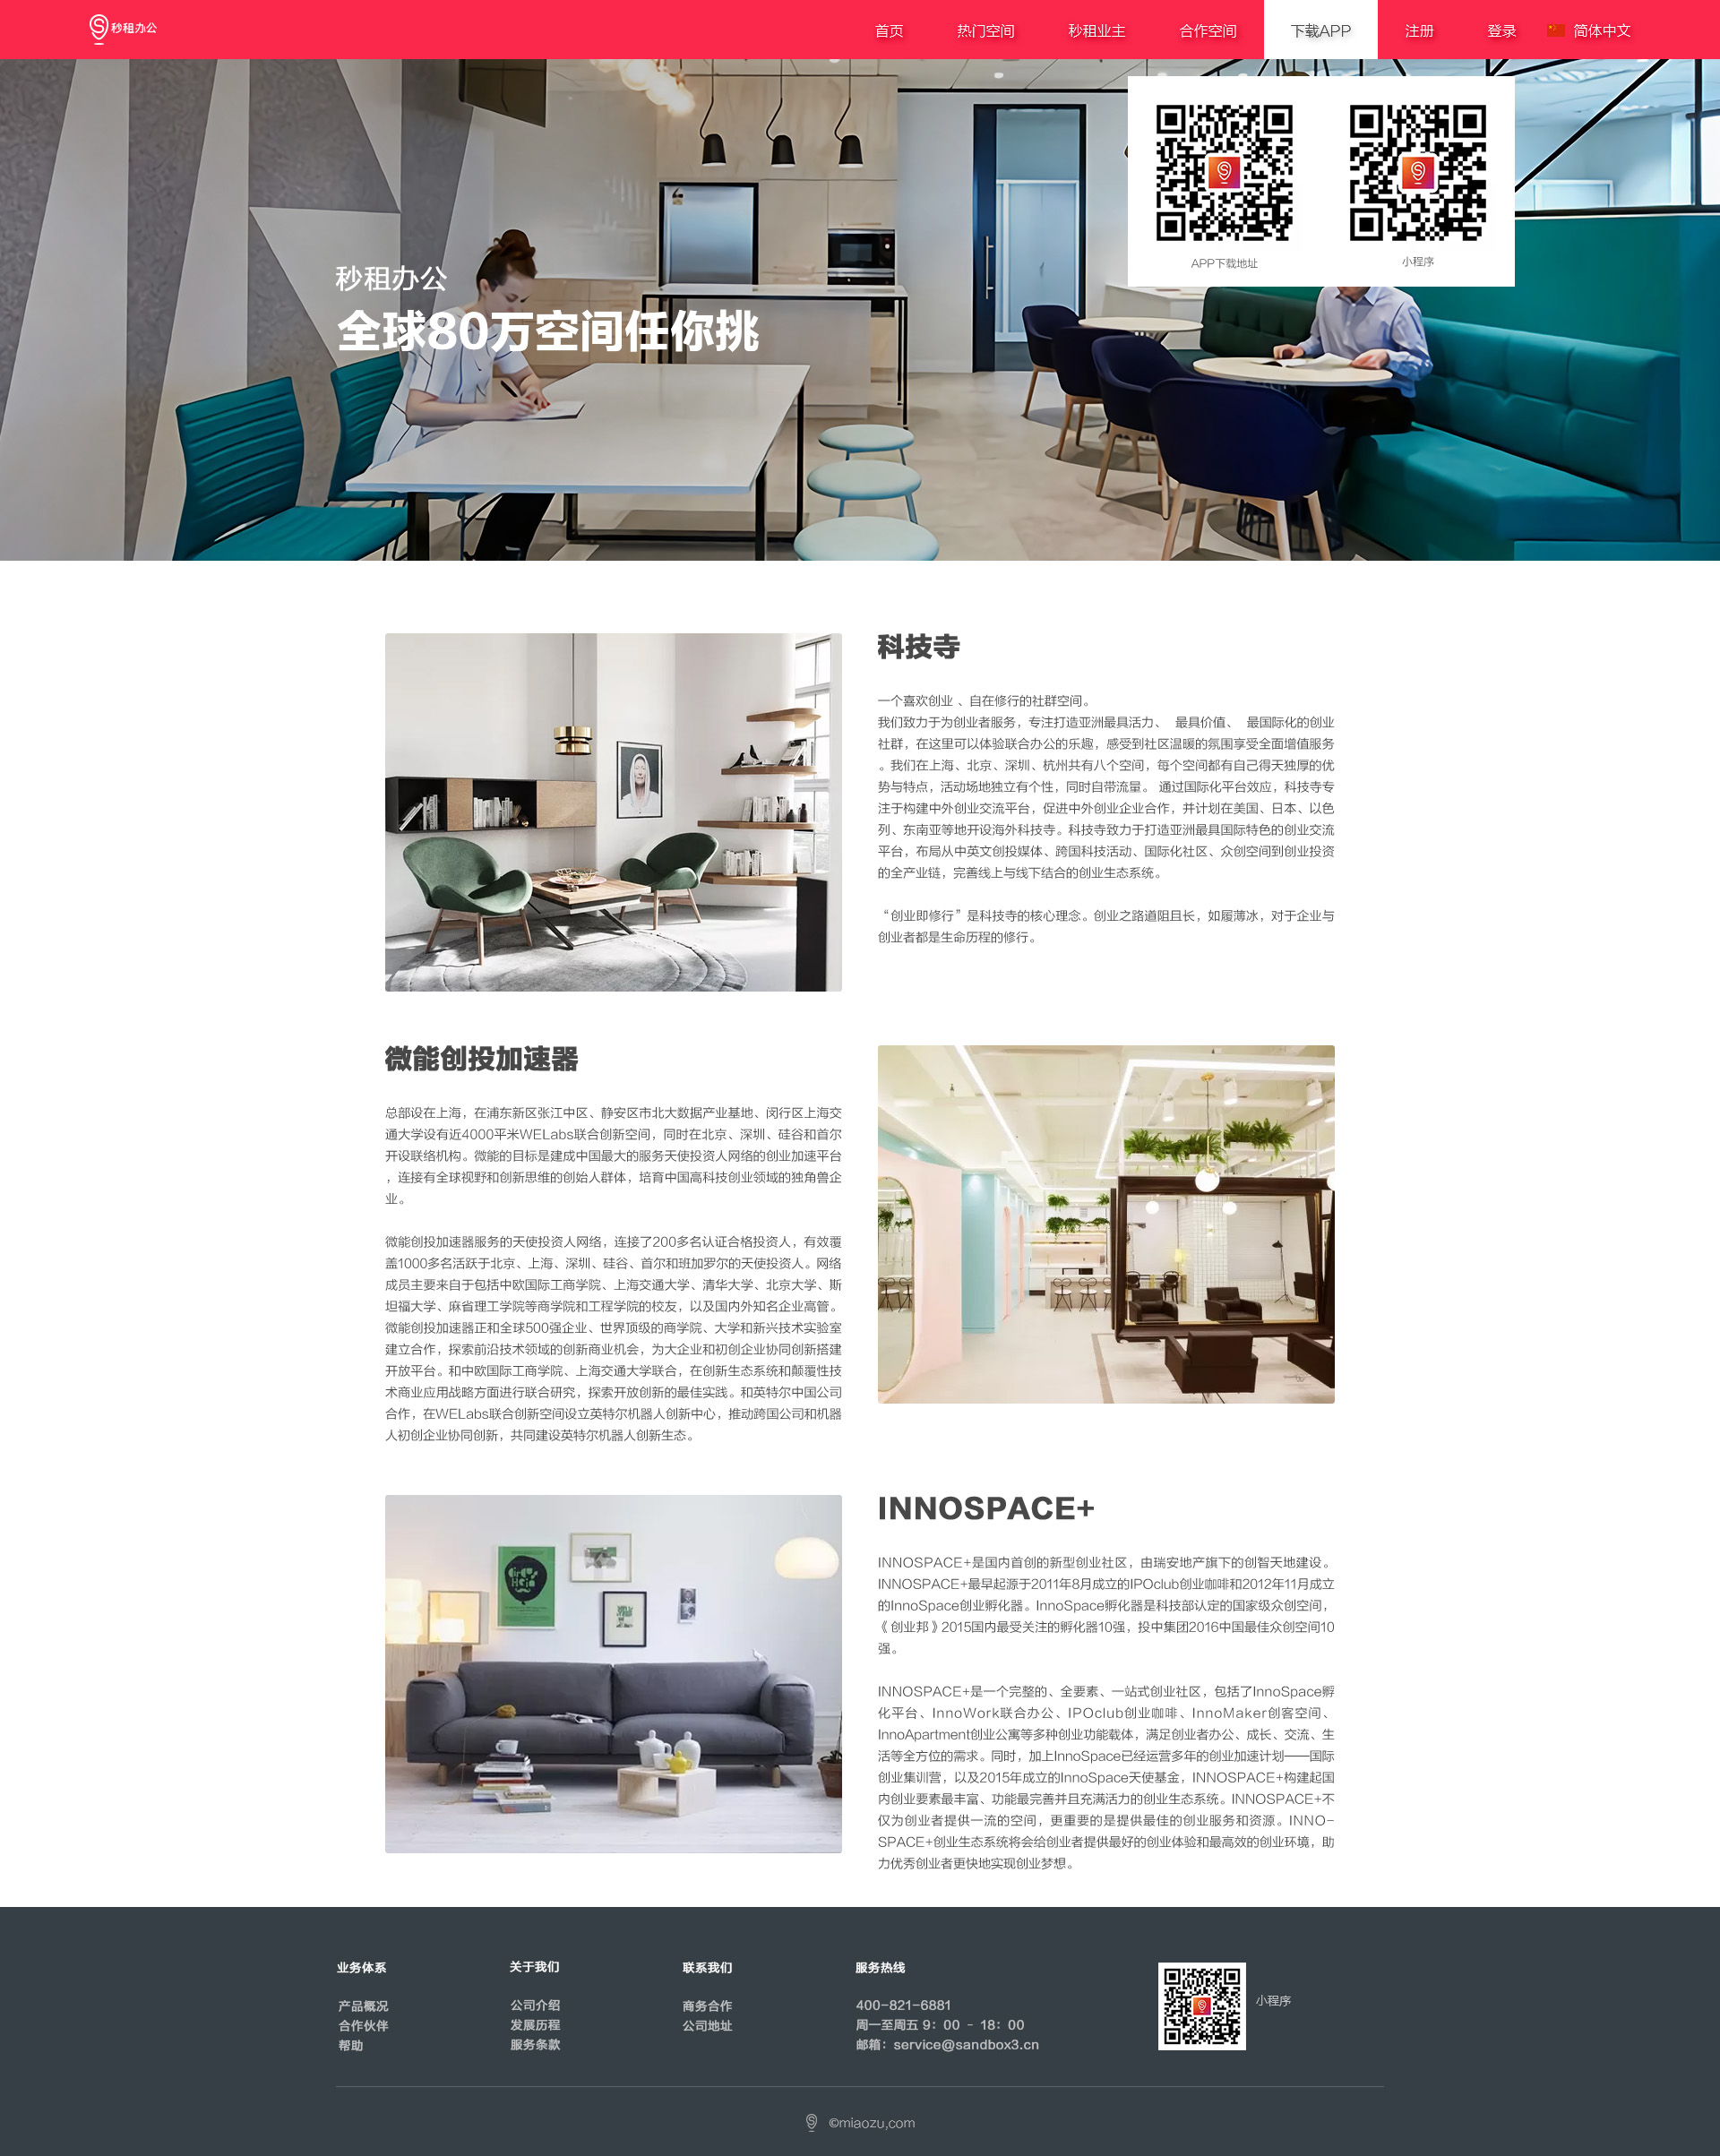 秒租办公
首页
热门空间
秒租业主
合作空间
下载APP
注册
登录
简体中文
APP下载地址
小程序
秒租办公
全球80万空间任你挑
科技寺
一个喜欢创业 、自在修行的社群空间。
我们致力于为创业者服务，专注打造亚洲最具活力、 最具价值、 最国际化的创业
社群，在这里可以体验联合办公的乐趣，感受到社区温暖的氛围享受全面增值服务
。我们在上海、北京、深圳、杭州共有八个空间，每个空间都有自己得天独厚的优
势与特点，活动场地独立有个性，同时自带流量。 通过国际化平台效应，科技寺专
注于构建中外创业交流平台，促进中外创业企业合作，并计划在美国、日本、以色
列、东南亚等地开设海外科技寺。科技寺致力于打造亚洲最具国际特色的创业交流
平台，布局从中英文创投媒体、跨国科技活动、国际化社区、众创空间到创业投资
的全产业链，完善线上与线下结合的创业生态系统。
“创业即修行”是科技寺的核心理念。创业之路道阻且长，如履薄冰，对于企业与
创业者都是生命历程的修行。
微能创投加速器
总部设在上海，在浦东新区张江中区、静安区市北大数据产业基地、闵行区上海交
通大学设有近4000平米WELabs联合创新空间，同时在北京、深圳、硅谷和首尔
开设联络机构。微能的目标是建成中国最大的服务天使投资人网络的创业加速平台
，连接有全球视野和创新思维的创始人群体，培育中国高科技创业领域的独角兽企
业。
微能创投加速器服务的天使投资人网络，连接了200多名认证合格投资人，有效覆
盖1000多名活跃于北京、上海、深圳、硅谷、首尔和班加罗尔的天使投资人。网络
成员主要来自于包括中欧国际工商学院、上海交通大学、清华大学、北京大学、斯
坦福大学、麻省理工学院等商学院和工程学院的校友，以及国内外知名企业高管。
微能创投加速器正和全球500强企业、世界顶级的商学院、大学和新兴技术实验室
建立合作，探索前沿技术领域的创新商业机会，为大企业和初创企业协同创新搭建
开放平台。和中欧国际工商学院、上海交通大学联合，在创新生态系统和颠覆性技
术商业应用战略方面进行联合研究，探索开放创新的最佳实践。和英特尔中国公司
合作，在WELabs联合创新空间设立英特尔机器人创新中心，推动跨国公司和机器
人初创企业协同创新，共同建设英特尔机器人创新生态。
INNOSPACE+
INNOSPACE+是国内首创的新型创业社区，由瑞安地产旗下的创智天地建设。
INNOSPACE+最早起源于2011年8月成立的IPOclub创业咖啡和2012年11月成立
的InnoSpace创业孵化器。InnoSpace孵化器是科技部认定的国家级众创空间，
《创业邦》2015国内最受关注的孵化器10强，投中集团2016中国最佳众创空间10
强。
INNOSPACE+是一个完整的、全要素、一站式创业社区，包括了InnoSpace孵
化平台、InnoWork联合办公、IPOclub创业咖啡、InnoMaker创客空间、
InnoApartment创业公寓等多种创业功能载体，满足创业者办公、成长、交流、生
活等全方位的需求。同时，加上InnoSpace已经运营多年的创业加速计划——国际
创业集训营，以及2015年成立的InnoSpace天使基金，INNOSPACE+构建起国
内创业要素最丰富、功能最完善并且充满活力的创业生态系统。INNOSPACE+不
仅为创业者提供一流的空间，更重要的是提供最佳的创业服务和资源。INNO-
SPACE+创业生态系统将会给创业者提供最好的创业体验和最高效的创业环境，助
力优秀创业者更快地实现创业梦想。
业务体系
产品概况
合作伙伴
帮助
关于我们
公司介绍
发展历程
服务条款
联系我们
商务合作
公司地址
服务热线
400-821-6881
周一至周五 9：00 - 18：00
邮箱：service@sandbox3.cn
小程序
©miaozu,com